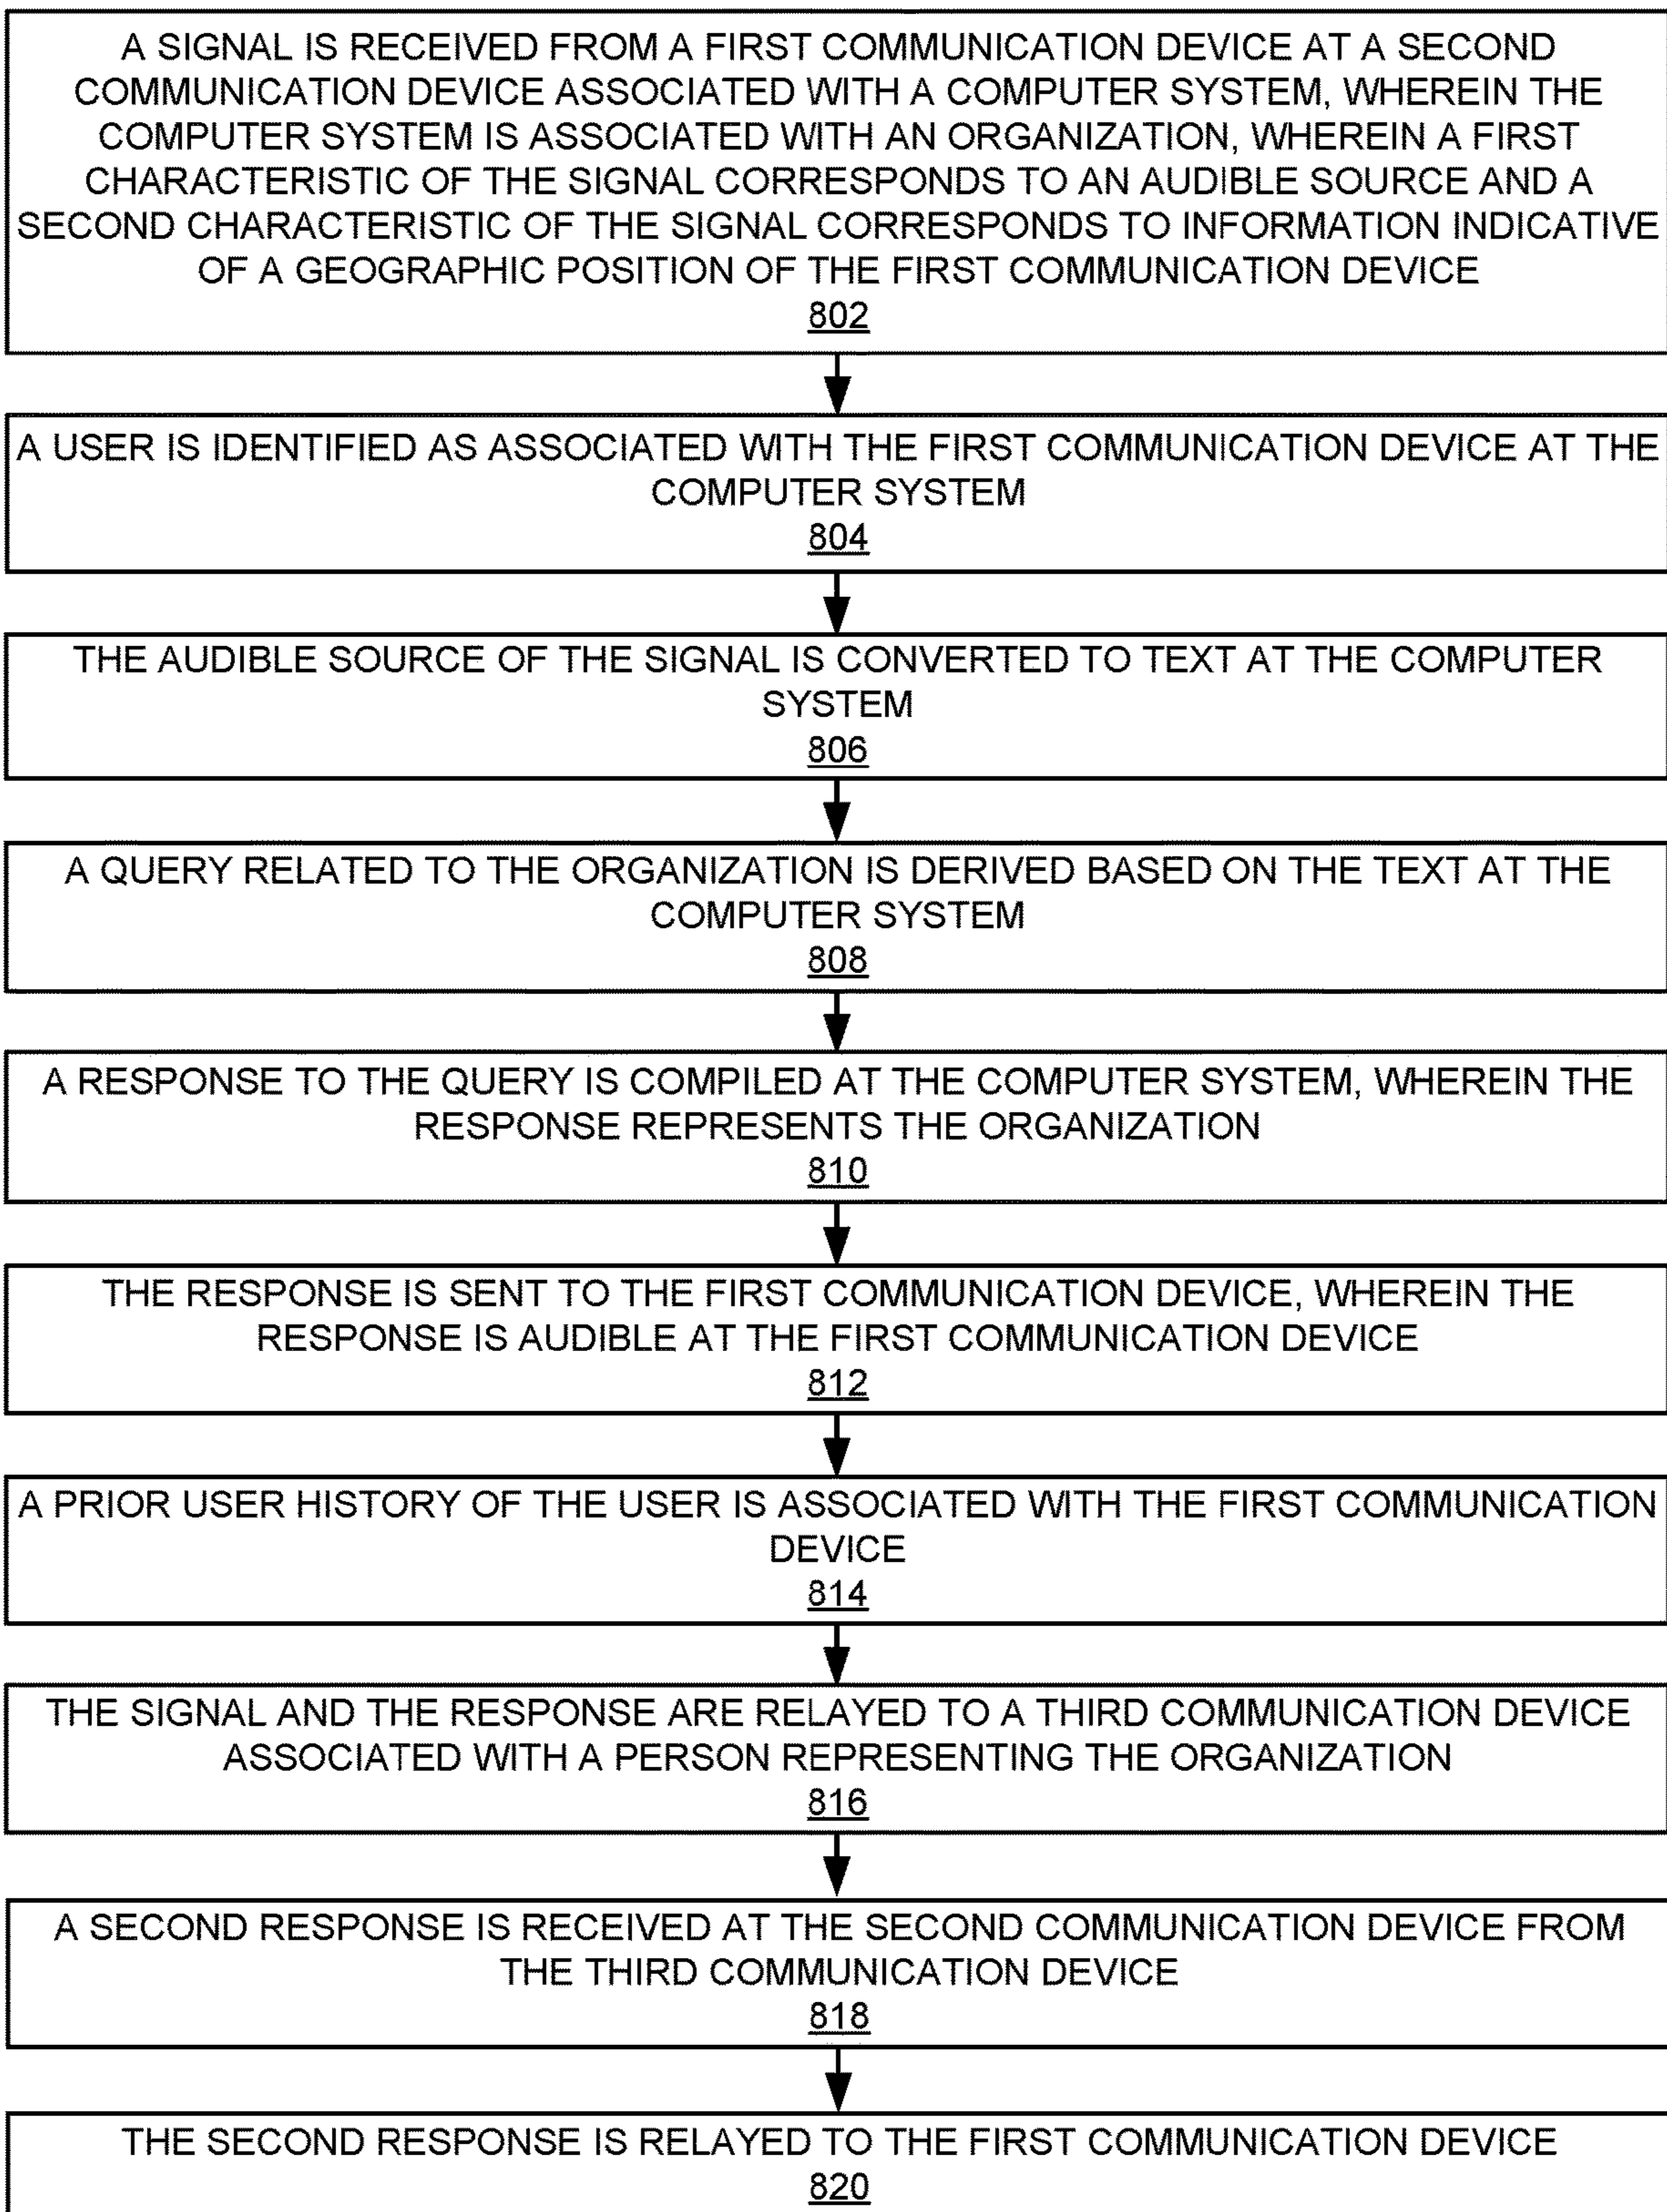 A SIGNAL IS RECEIVED FROM A FIRST COMMUNICATION DEVICE AT A SECOND
COMMUNICATION DEVICE ASSOCIATED WITH A COMPUTER SYSTEM, WHEREIN THE
COMPUTER SYSTEM IS ASSOCIATED WITH AN ORGANIZATION, WHEREIN A FIRST
CHARACTERISTIC OF THE SIGNAL CORRESPONDS TO AN AUDIBLE SOURCE AND A
SECOND CHARACTERISTIC OF THE SIGNAL CORRESPONDS TO INFORMATION INDICATIVE
OF A GEOGRAPHIC POSITION OF THE FIRST COMMUNICATION DEVICE
802
A USER IS IDENTIFIED AS ASSOCIATED WITH THE FIRST COMMUNICATION DEVICE AT THE
COMPUTER SYSTEM
804
THE AUDIBLE SOURCE OF THE SIGNAL IS CONVERTED TO TEXT AT THE COMPUTER
SYSTEM
806
A QUERY RELATED TO THE ORGANIZATION IS DERIVED BASED ON THE TEXT AT THE
COMPUTER SYSTEM
808
A RESPONSE TO THE QUERY IS COMPILED AT THE COMPUTER SYSTEM, WHEREIN THE
RESPONSE REPRESENTS THE ORGANIZATION
810
THE RESPONSE IS SENT TO THE FIRST COMMUNICATION DEVICE, WHEREIN THE
RESPONSE IS AUDIBLE AT THE FIRST COMMUNICATION DEVICE
812
A PRIOR USER HISTORY OF THE USER IS ASSOCIATED WITH THE FIRST COMMUNICATION
DEVICE
814
THE SIGNAL AND THE RESPONSE ARE RELAYED TO A THIRD COMMUNICATION DEVICE
ASSOCIATED WITH A PERSON REPRESENTING THE ORGANIZATION
816
A SECOND RESPONSE IS RECEIVED AT THE SECOND COMMUNICATION DEVICE FROM
THE THIRD COMMUNICATION DEVICE
818
THE SECOND RESPONSE IS RELAYED TO THE FIRST COMMUNICATION DEVICE
820